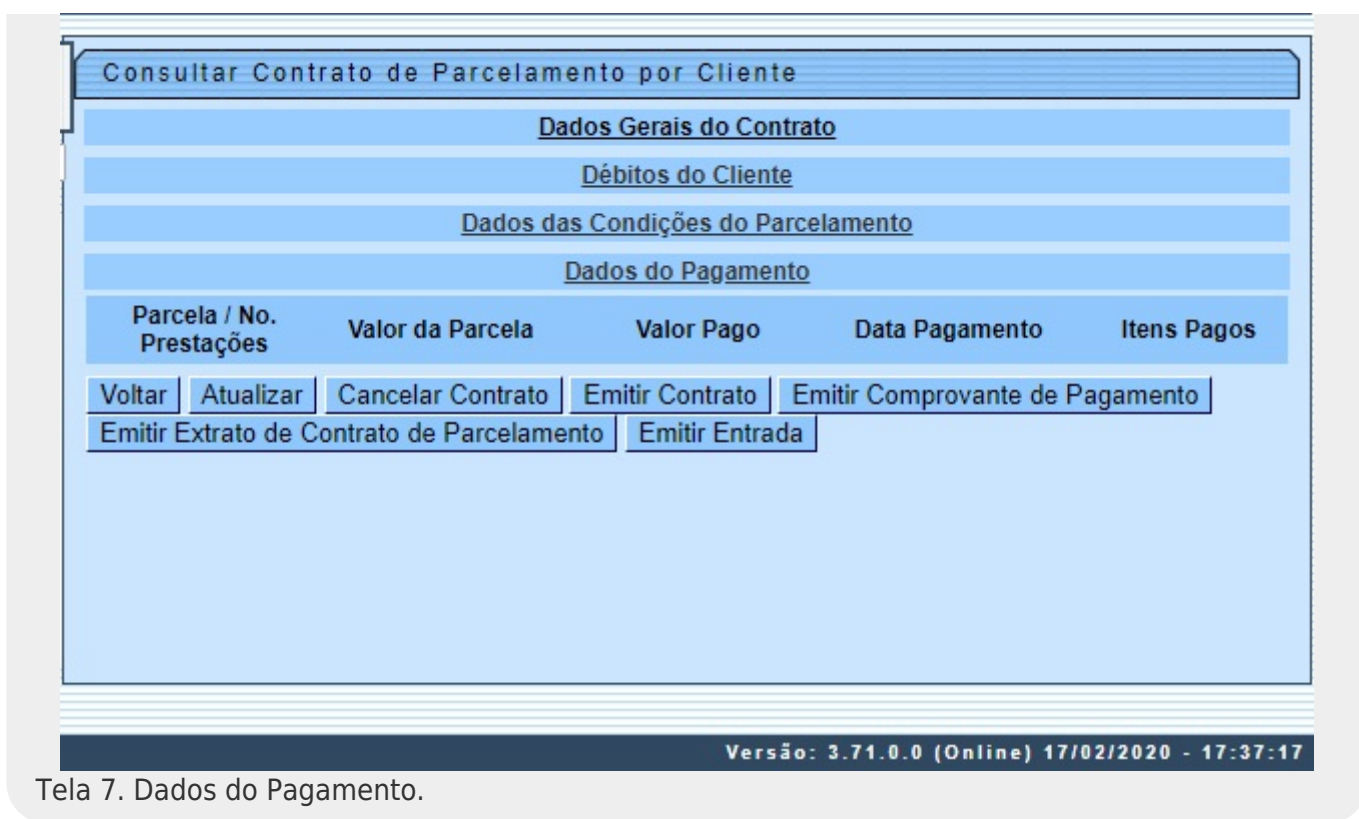 Consultar Contrato de Parcelamento por Cliente
Dados Gerais do Contrato
Débitos do Cliente
Dados das Condições do Parcelamento
Dados do Pagamento
Parcela / No. Prestações Valor da Parcela Valor Pago Data Pagamento Itens Pagos
Voltar Atualizar Cancelar Contrato Emitir Contrato Emitir Comprovante de Pagamento
Emitir Extrato de Contrato de Parcelamento Emitir Entrada
Versão: 3.71.0.0 (Online) 17/02/2020 - 17:37:17
Tela 7. Dados do Pagamento.